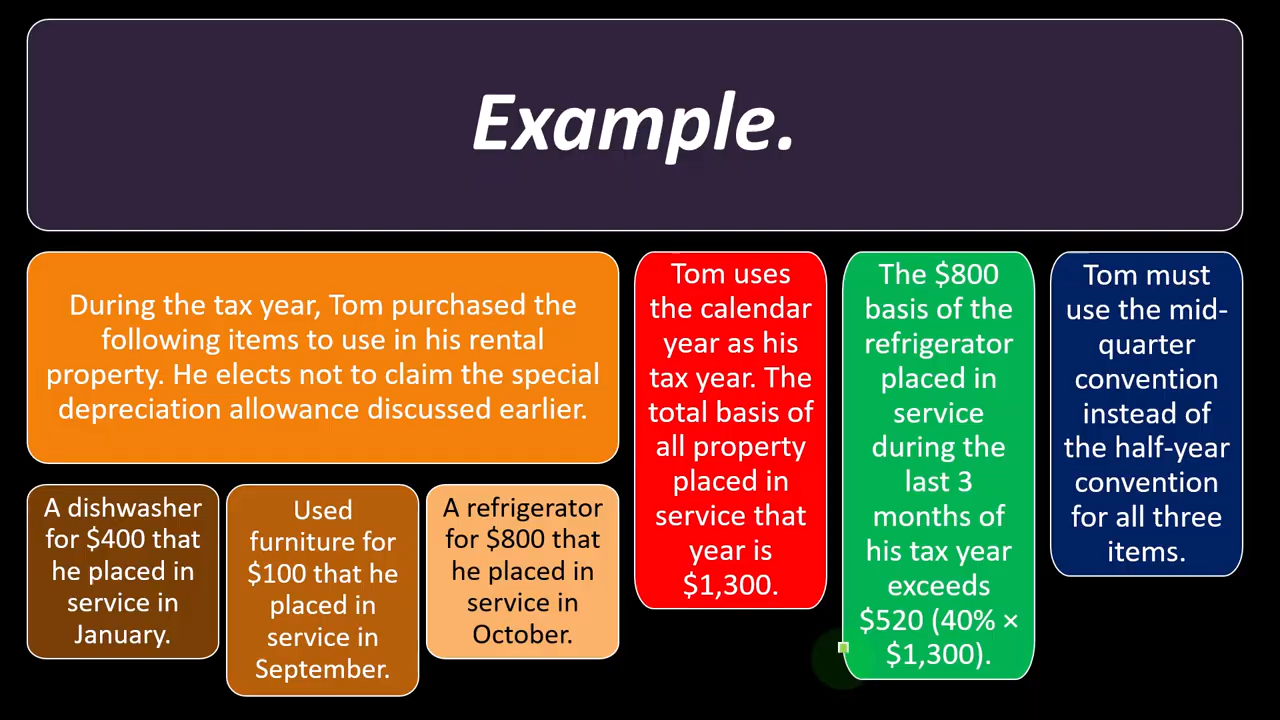 Example.
During the tax year, Tom purchased the
following items to use in his rental
property. He elects not to claim the special
depreciation allowance discussed earlier.
A dishwasher
for $400 that
he placed in
service in
January.
Used
furniture for
$100 that he
placed in
service in
September.
A refrigerator
for $800 that
he placed in
service in
October.
Tom uses
the calendar
year as his
tax year. The
total basis of
all property
placed in
service that
year is
$1,300.
The $800
basis of the
refrigerator
placed in
service
during the
last 3
months of
his tax year
exceeds
$520 (40% ×
$1,300).
Tom must
use the mid-
quarter
convention
instead of
the half-year
convention
for all three
items.